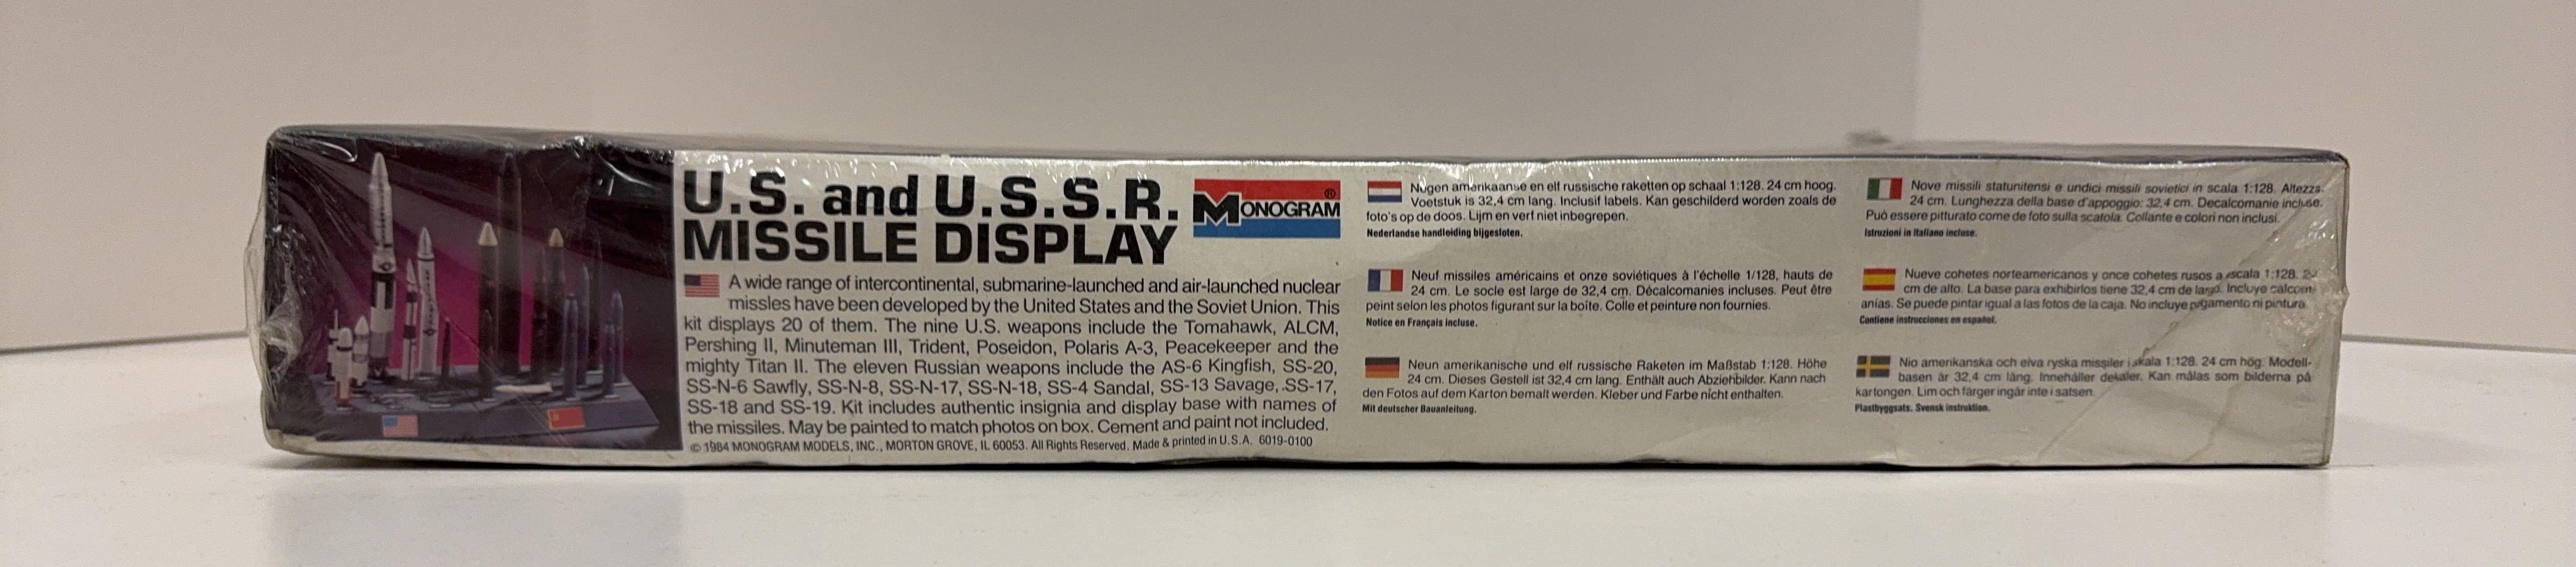 U.S. and U.S.S.R.
MISSILE DISPLAY
MONOGRAM ®
A wide range of intercontinental, submarine-launched and air-launched nuclear
missles have been developed by the United States and the Soviet Union. This
kit displays 20 of them. The nine U.S. weapons include the Tomahawk, ALCM,
Pershing II, Minuteman III, Trident, Poseidon, Polaris A-3, Peacekeeper and the
mighty Titan II. The eleven Russian weapons include the AS-6 Kingfish, SS-20,
SS-N-6 Sawfly, SS-N-8, SS-N-17, SS-N-18, SS-4 Sandal, SS-13 Savage, SS-17,
SS-18 and SS-19. Kit includes authentic insignia and display base with names of
the missiles. May be painted to match photos on box. Cement and paint not included.
© 1984 MONOGRAM MODELS, INC., MORTON GROVE, IL 60053. All Rights Reserved. Made & printed in U.S.A. 6019-0100
Negen amerikaanse en elf russische raketten op schaal 1:128. 24 cm hoog.
Voetstuk is 32,4 cm lang. Inclusif labels. Kan geschilderd worden zoals de
foto's op de doos. Lijm en verf niet inbegrepen.
Nederlandse handleiding bijgesloten.
Neuf missiles américains et onze soviétiques à l'échelle 1/128, hauts de
24 cm. Le socle est large de 32,4 cm. Décalcomanies incluses. Peut être
peint selon les photos figurant sur la boîte. Colle et peinture non fournies.
Notice en Français incluse.
Neun amerikanische und elf russische Raketen im Maßstab 1:128. Höhe
24 cm. Dieses Gestell ist 32,4 cm lang. Enthält auch Abziehbilder. Kann nach
den Fotos auf dem Karton bemalt werden. Kleber und Farbe nicht enthalten.
Mit deutscher Bauanleitung.
Nove missili statunitensi e undici missili sovietici in scala 1:128. Altezza:
24 cm. Lunghezza della base d'appoggio: 32,4 cm. Decalcomanie incluse.
Può essere pitturato come de foto sulla scatola. Collante e colori non inclusi.
Istruzioni in Italiano incluse.
Nueve cohetes norteamericanos y once cohetes rusos a escala 1:128. 24
cm de alto. La base para exhibirlos tiene 32,4 cm de largo. Incluye calcom-
anias. Se puede pintar igual a las fotos de la caja. No incluye pigamento ni pintura.
Contiene instrucciones en español.
Nio amerikanska och elva ryska missiler i skala 1:128. 24 cm hög. Modell-
basen är 32,4 cm lång. Innehåller dekaler. Kan målas som bilderna på
kartongen. Lim och färger ingår inte i satsen.
Plastbyggsats. Svensk instruktion.